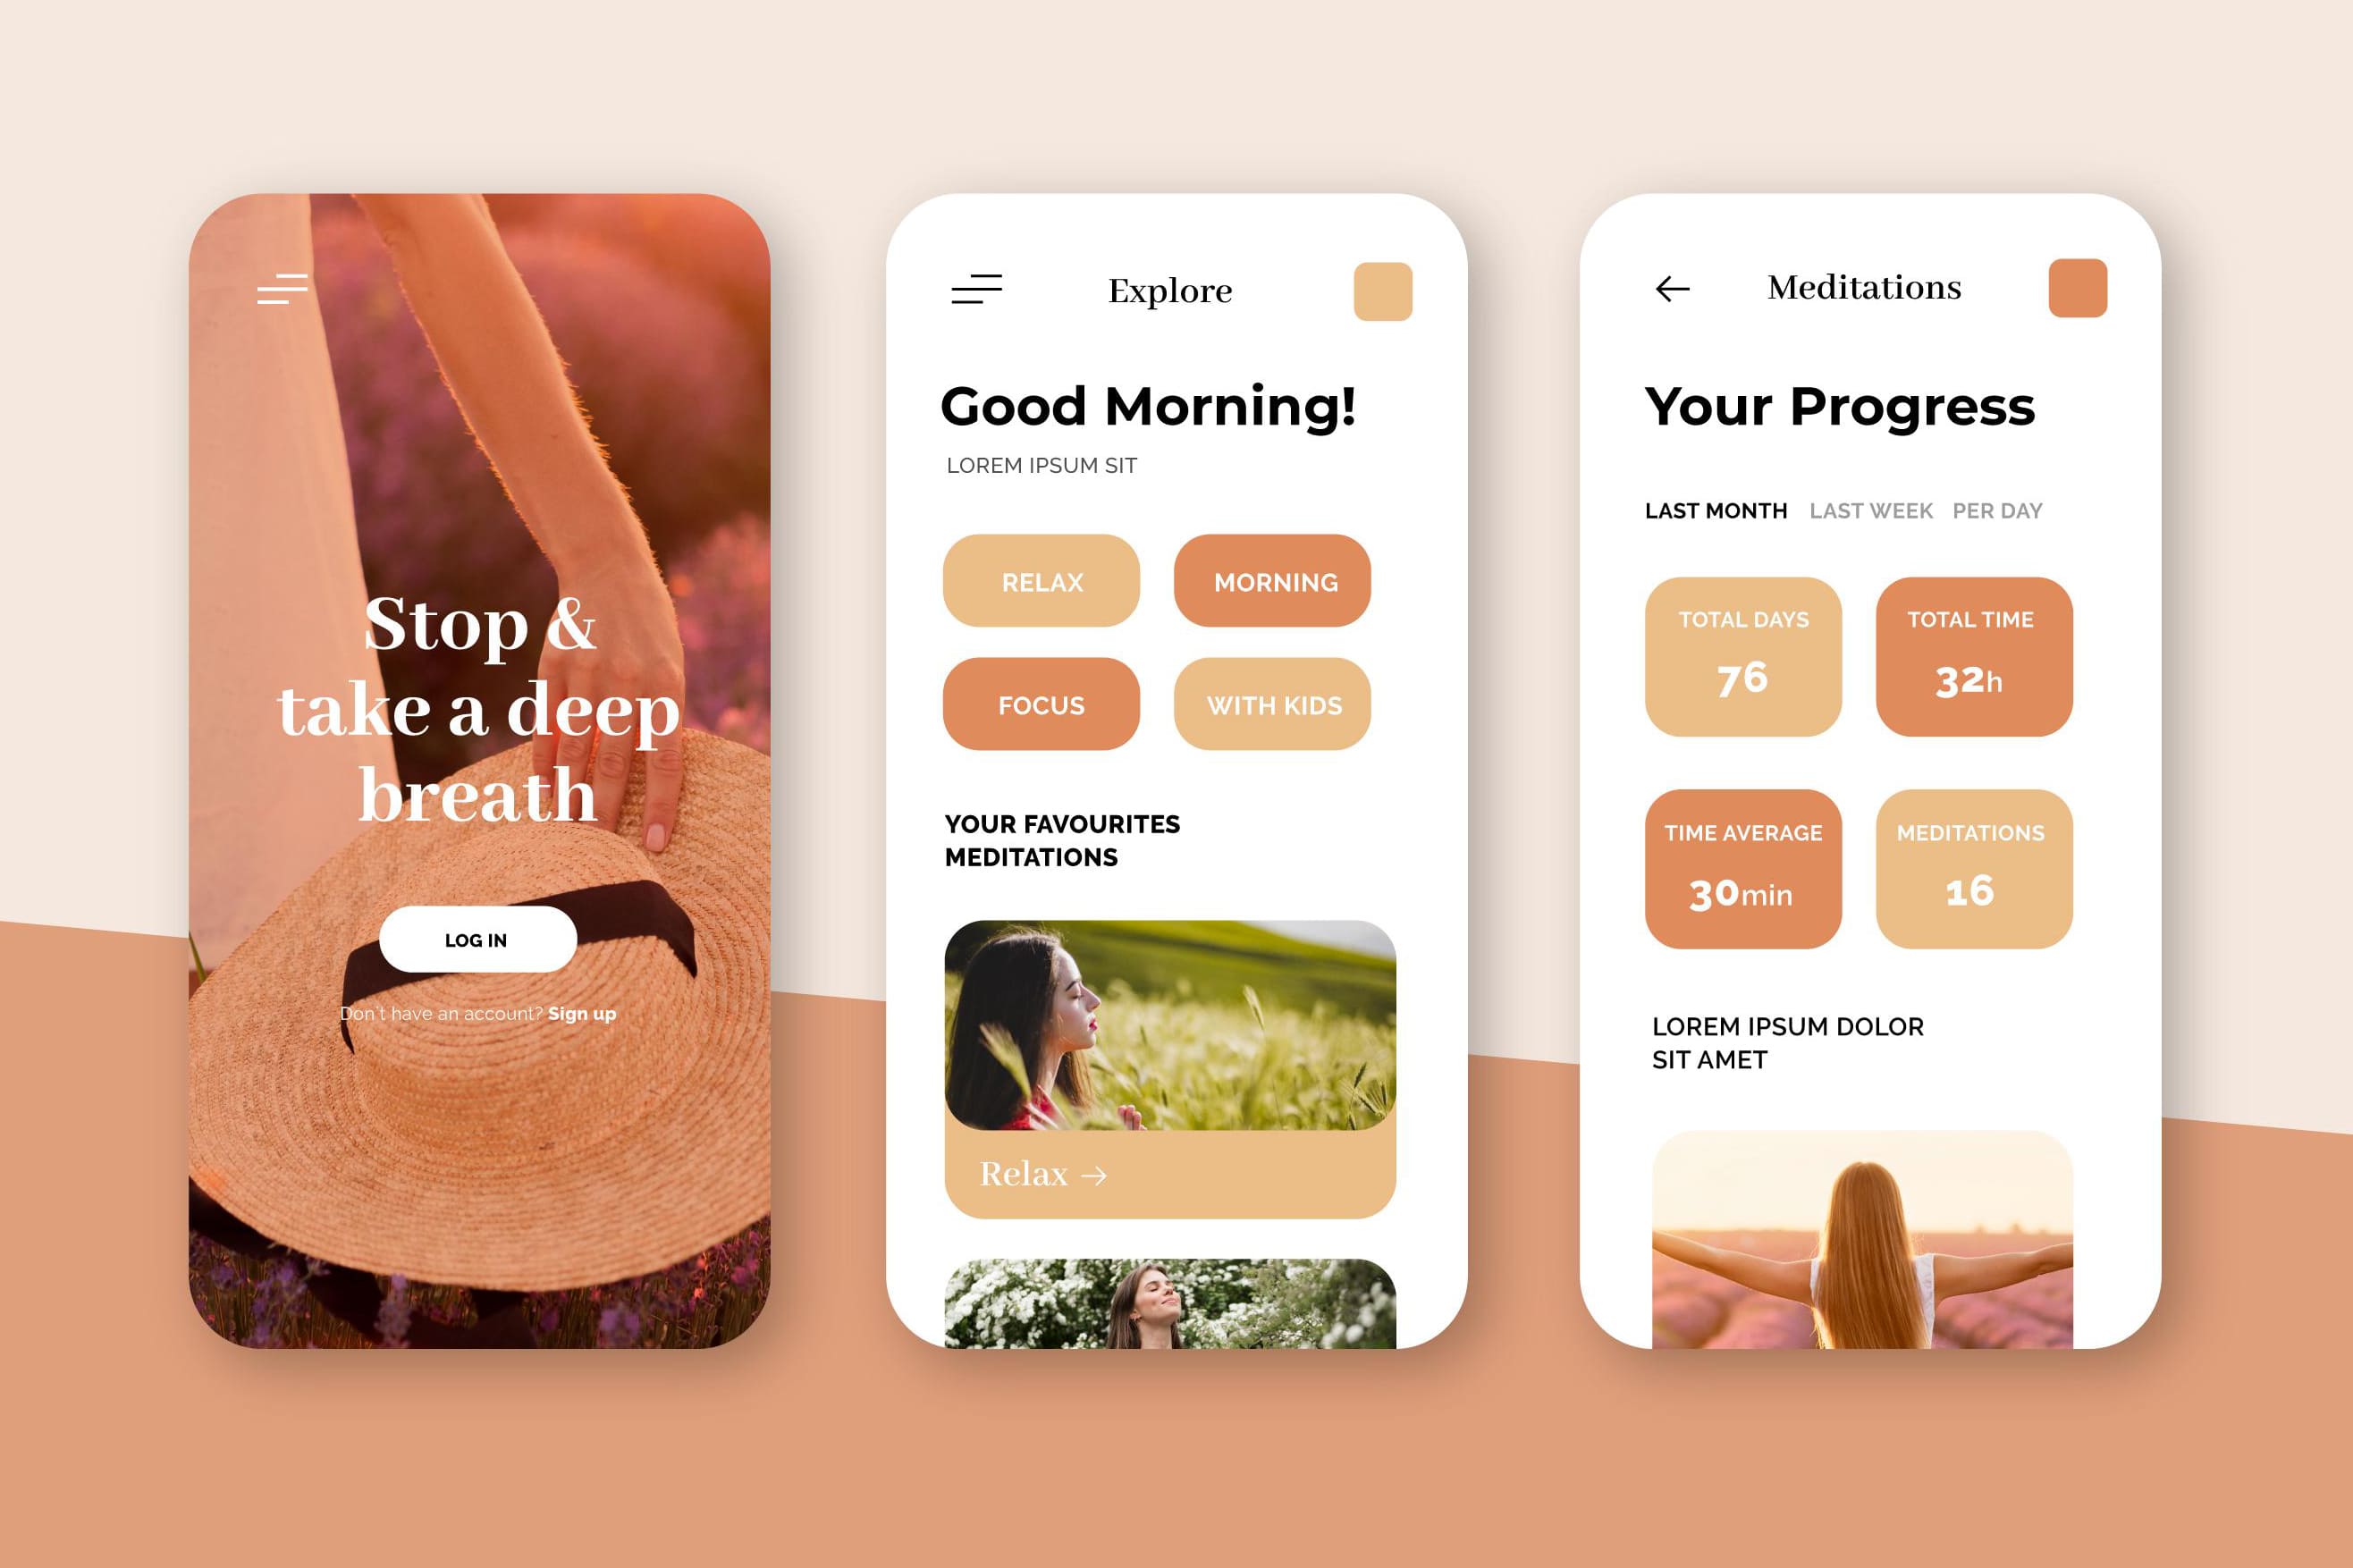 Stop &
take a deep
breath
LOG IN
Don't have an account? Sign up
Explore
Good Morning!
LOREM IPSUM SIT
RELAX
MORNING
FOCUS
WITH KIDS
YOUR FAVOURITES
MEDITATIONS
Relax →
Meditations
Your Progress
LAST MONTH LAST WEEK PER DAY
TOTAL DAYS
76
TOTAL TIME
32h
TIME AVERAGE
30min
MEDITATIONS
16
LOREM IPSUM DOLOR
SIT AMET